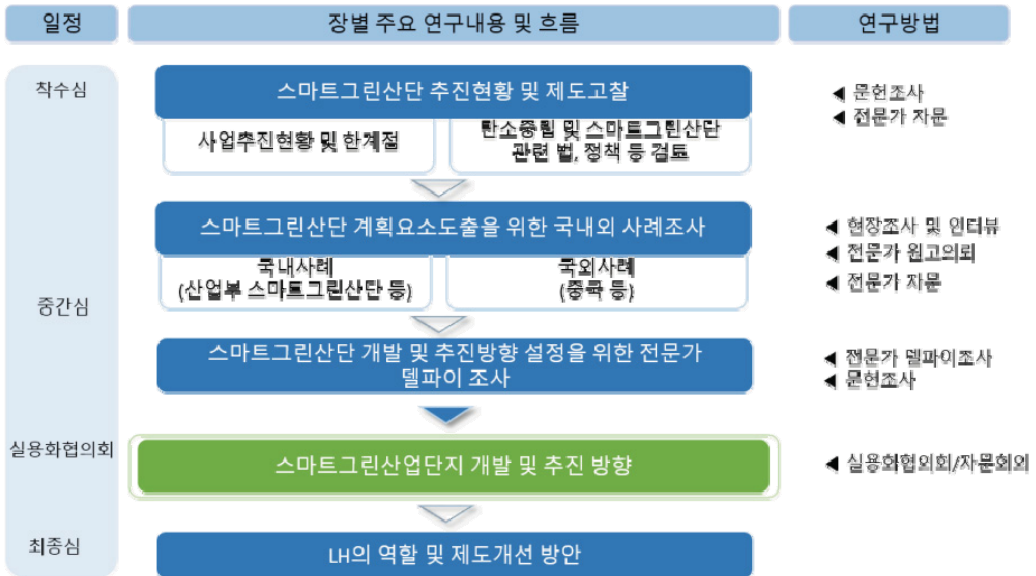 일정
장별 주요 연구내용 및 흐름
연구방법
착수심
스마트그린산단 추진현황 및 제도고찰
사업추진현황 및 한계점
탄소중립 및 스마트그린산단
관련 법, 정책 등 검토
◀ 문헌조사
◀ 전문가 자문
중간심
스마트그린산단 계획요소도출을 위한 국내외 사례조사
국내사례
(산업부 스마트그린산단 등)
국외사례
(중국 등)
◀ 현장조사 및 인터뷰
◀ 전문가 원고의뢰
◀ 전문가 자문
스마트그린산단 개발 및 추진방향 설정을 위한 전문가
델파이 조사
◀ 전문가 델파이조사
◀ 문헌조사
실용화협의회
스마트그린산업단지 개발 및 추진 방향
◀ 실용화협의회/자문회의
최종심
LH의 역할 및 제도개선 방안